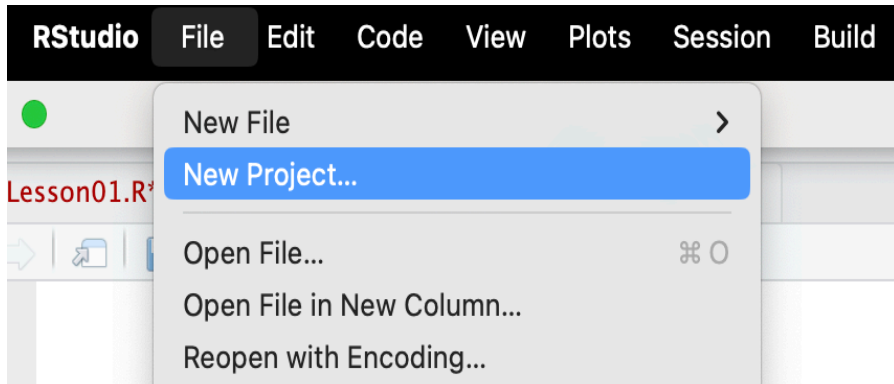 RStudio File Edit Code View Plots Session Build
New File
New Project...
Lesson01.R*
Open File... ⌘ O
Open File in New Column...
Reopen with Encoding...